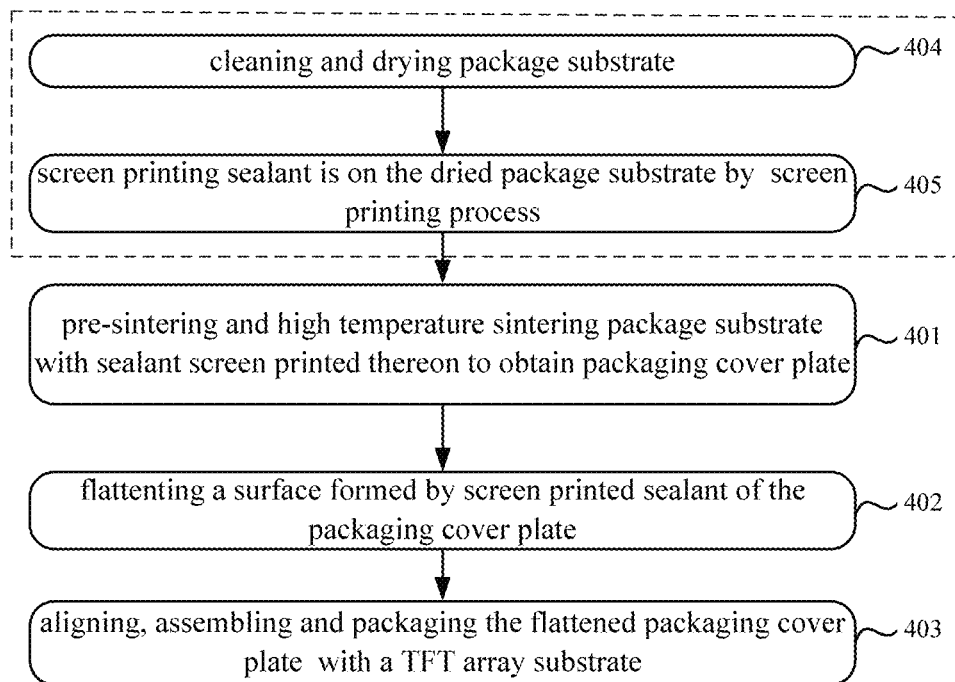 cleaning and drying package substrate
404
screen printing sealant is on the dried package substrate by screen
printing process
405
pre-sintering and high temperature sintering package substrate
with sealant screen printed thereon to obtain packaging cover plate
401
flattenting a surface formed by screen printed sealant of the
packaging cover plate
402
aligning, assembling and packaging the flattened packaging cover
plate with a TFT array substrate
403